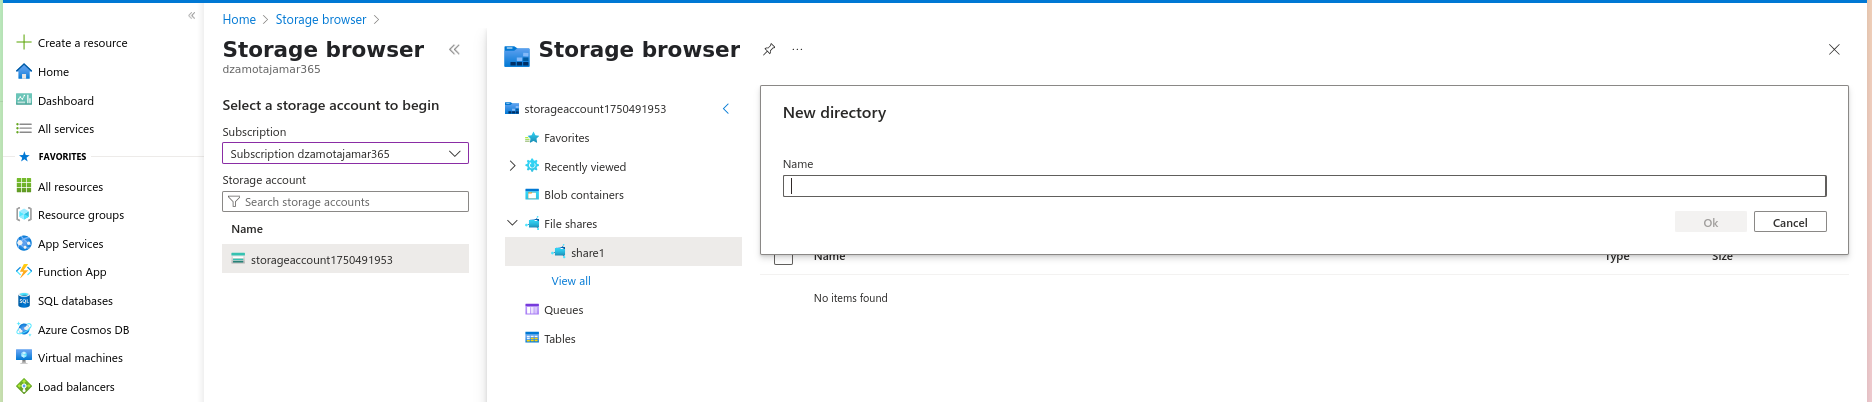 Home > Storage browser >
Create a resource
Home
Dashboard
All services
FAVORITES
All resources
Resource groups
App Services
Function App
SQL databases
Azure Cosmos DB
Virtual machines
Load balancers
Storage browser
dzamotajamar365
Select a storage account to begin
Subscription
Subscription dzamotajamar365
Storage account
Search storage accounts
Name
storageaccount1750491953
Storage browser
...
storageaccount1750491953
Favorites
Recently viewed
Blob containers
File shares
share1
View all
Queues
Tables
New directory
Name
Ok Cancel
Name Type Size
No items found